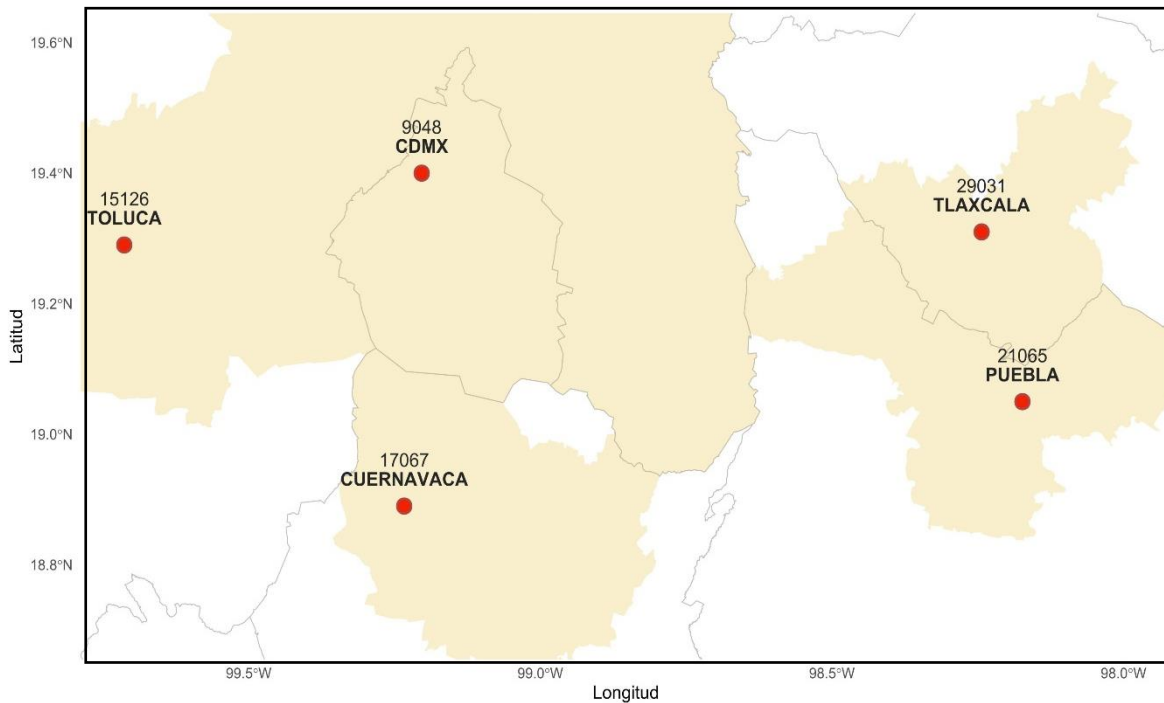 19.6°N
9048
CDMX
19.4°N
15126
TOLUCA
29031
TLAXCALA
19.2°N
Latitud
21065
PUEBLA
19.0°N
17067
CUERNAVACA
18.8°N
99.5°W
99.0°W
98.5°W
98.0°W
Longitud